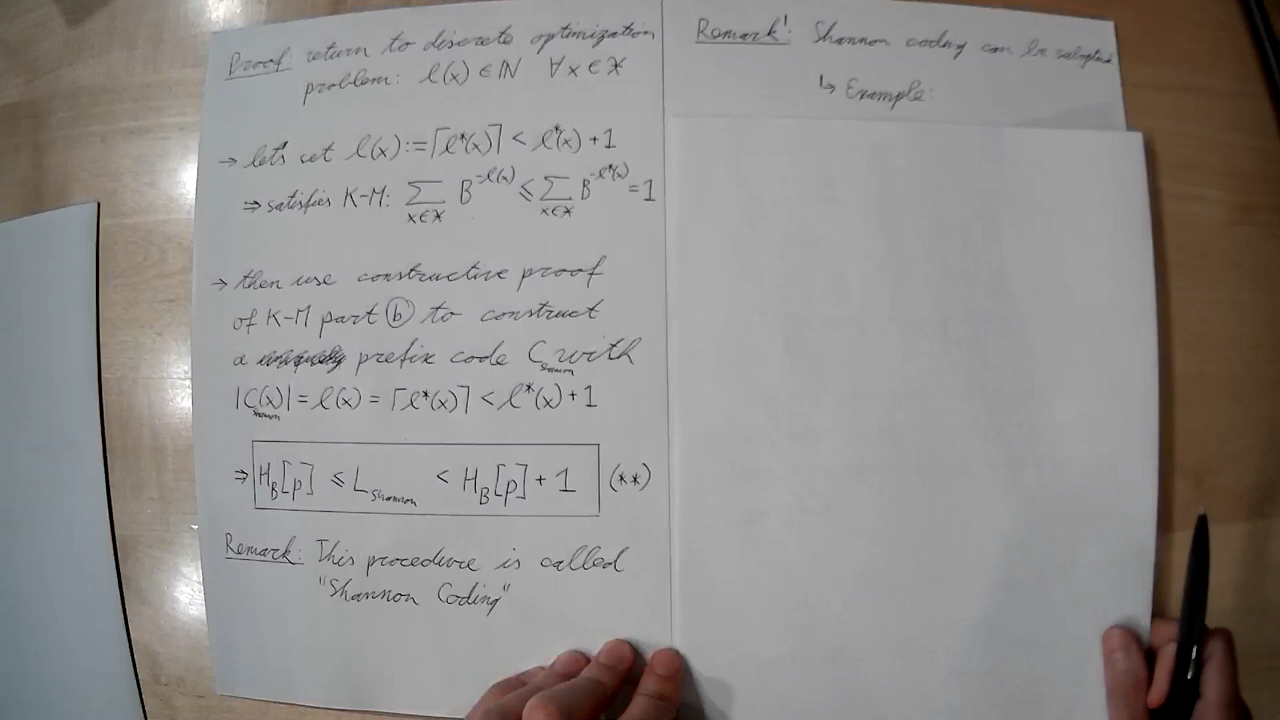 Proof: return to discrete optimization
problem: ℓ(x) ∈ ℕ ∀ x ∈ 𝒳
→ let's set ℓ(x) := ⌈ℓ*(x)⌉ < ℓ*(x) + 1
⇒ satisfies K-M: ∑_{x∈𝒳} B^{-ℓ(x)} ≤ ∑_{x∈𝒳} B^{-ℓ*(x)} = 1
→ then use constructive proof
of K-M part ⓑ to construct
a prefix code C_Shannon with
|C_Shannon(x)| = ℓ(x) = ⌈ℓ*(x)⌉ < ℓ*(x) + 1
⇒ H_B[p] ≤ L_Shannon < H_B[p] + 1 (**)
Remark: This procedure is called
"Shannon Coding"
Remark: Shannon coding can be
↳ Example: